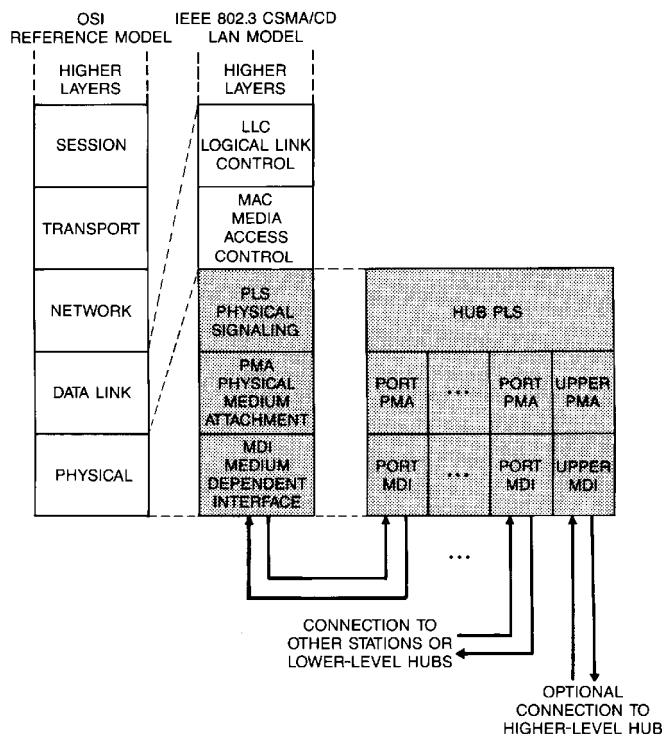 OSI
REFERENCE MODEL
IEEE 802.3 CSMA/CD
LAN MODEL
HIGHER
LAYERS
SESSION
TRANSPORT
NETWORK
DATA LINK
PHYSICAL
HIGHER
LAYERS
LLC
LOGICAL LINK
CONTROL
MAC
MEDIA
ACCESS
CONTROL
PLS
PHYSICAL
SIGNALING
PMA
PHYSICAL
MEDIUM
ATTACHMENT
MDI
MEDIUM
DEPENDENT
INTERFACE
HUB PLS
PORT
PMA
...
PORT
PMA
UPPER
PMA
PORT
MDI
...
PORT
MDI
UPPER
MDI
...
CONNECTION TO
OTHER STATIONS OR
LOWER-LEVEL HUBS
OPTIONAL
CONNECTION TO
HIGHER-LEVEL HUB